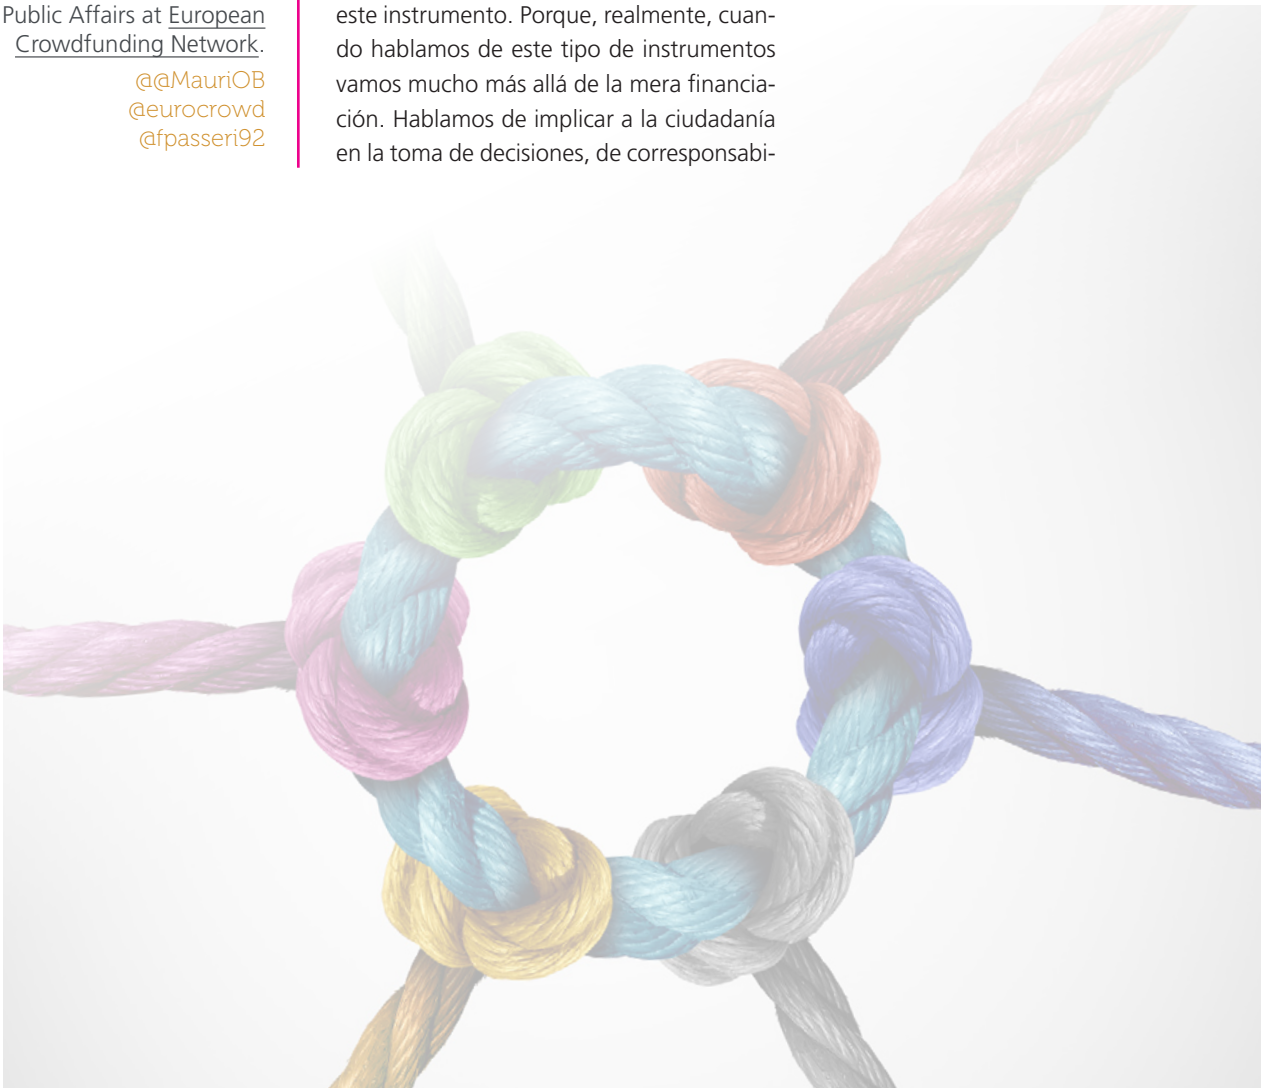 Public Affairs at European
Crowdfunding Network.
@@MauriOB
@eurocrowd
@fpasseri92
este instrumento. Porque, realmente, cuan-
do hablamos de este tipo de instrumentos
vamos mucho más allá de la mera financia-
ción. Hablamos de implicar a la ciudadanía
en la toma de decisiones, de corresponsabi-